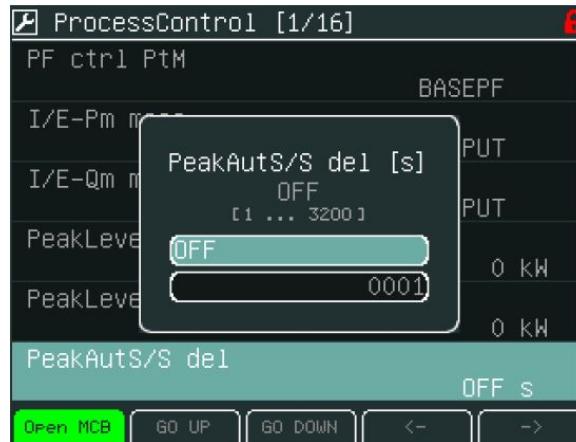 ProcessControl [1/16]
PF ctrl PtM
BASEPF
I/E-Pm
PUT
I/E-Qm
PUT
PeakLeve
0 kW
PeakLeve
0 kW
PeakAutS/S del [s]
OFF
[1 ... 3200]
OFF
0001
PeakAutS/S del
OFF s
Open MCB GO UP GO DOWN <- ->